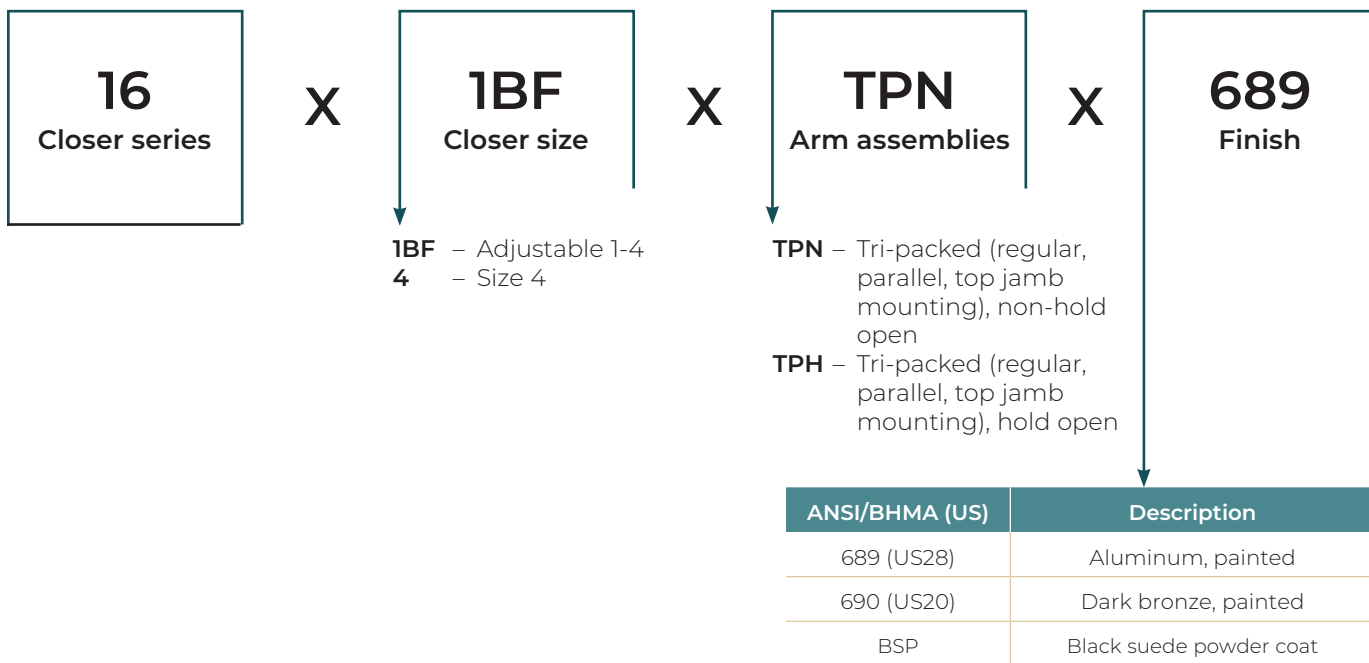 16
Closer series
X
1BF
Closer size
X
TPN
Arm assemblies
X
689
Finish
1BF – Adjustable 1-4
4 – Size 4
TPN – Tri-packed (regular,
parallel, top jamb
mounting), non-hold
open
TPH – Tri-packed (regular,
parallel, top jamb
mounting), hold open
ANSI/BHMA (US) Description
689 (US28) Aluminum, painted
690 (US20) Dark bronze, painted
BSP Black suede powder coat